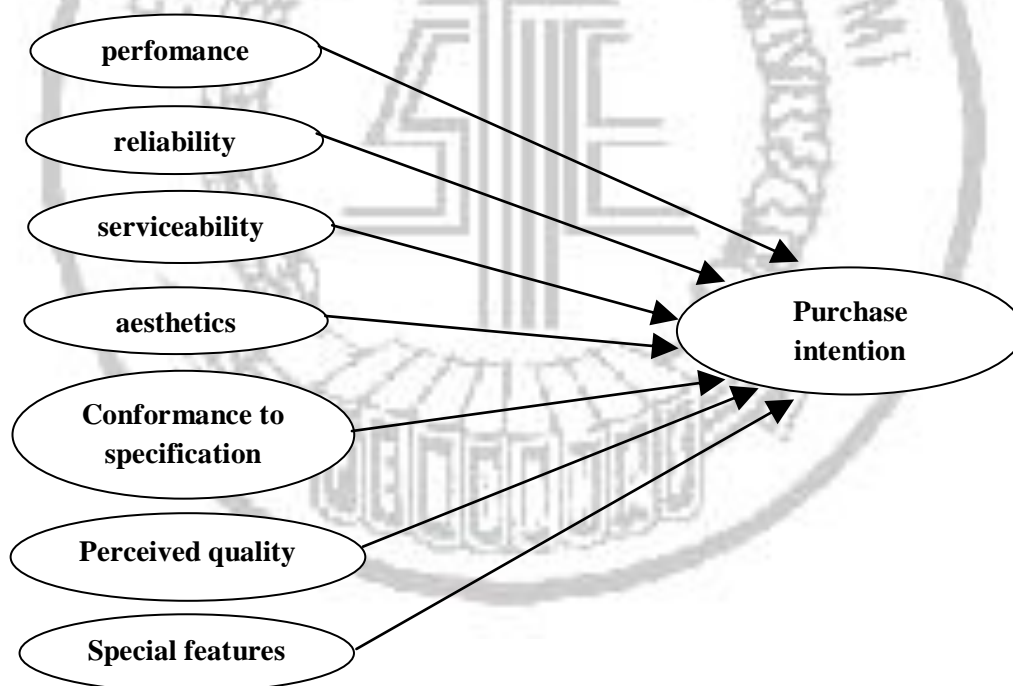 perfomance
reliability
serviceability
aesthetics
Conformance to
specification
Perceived quality
Special features
Purchase
intention